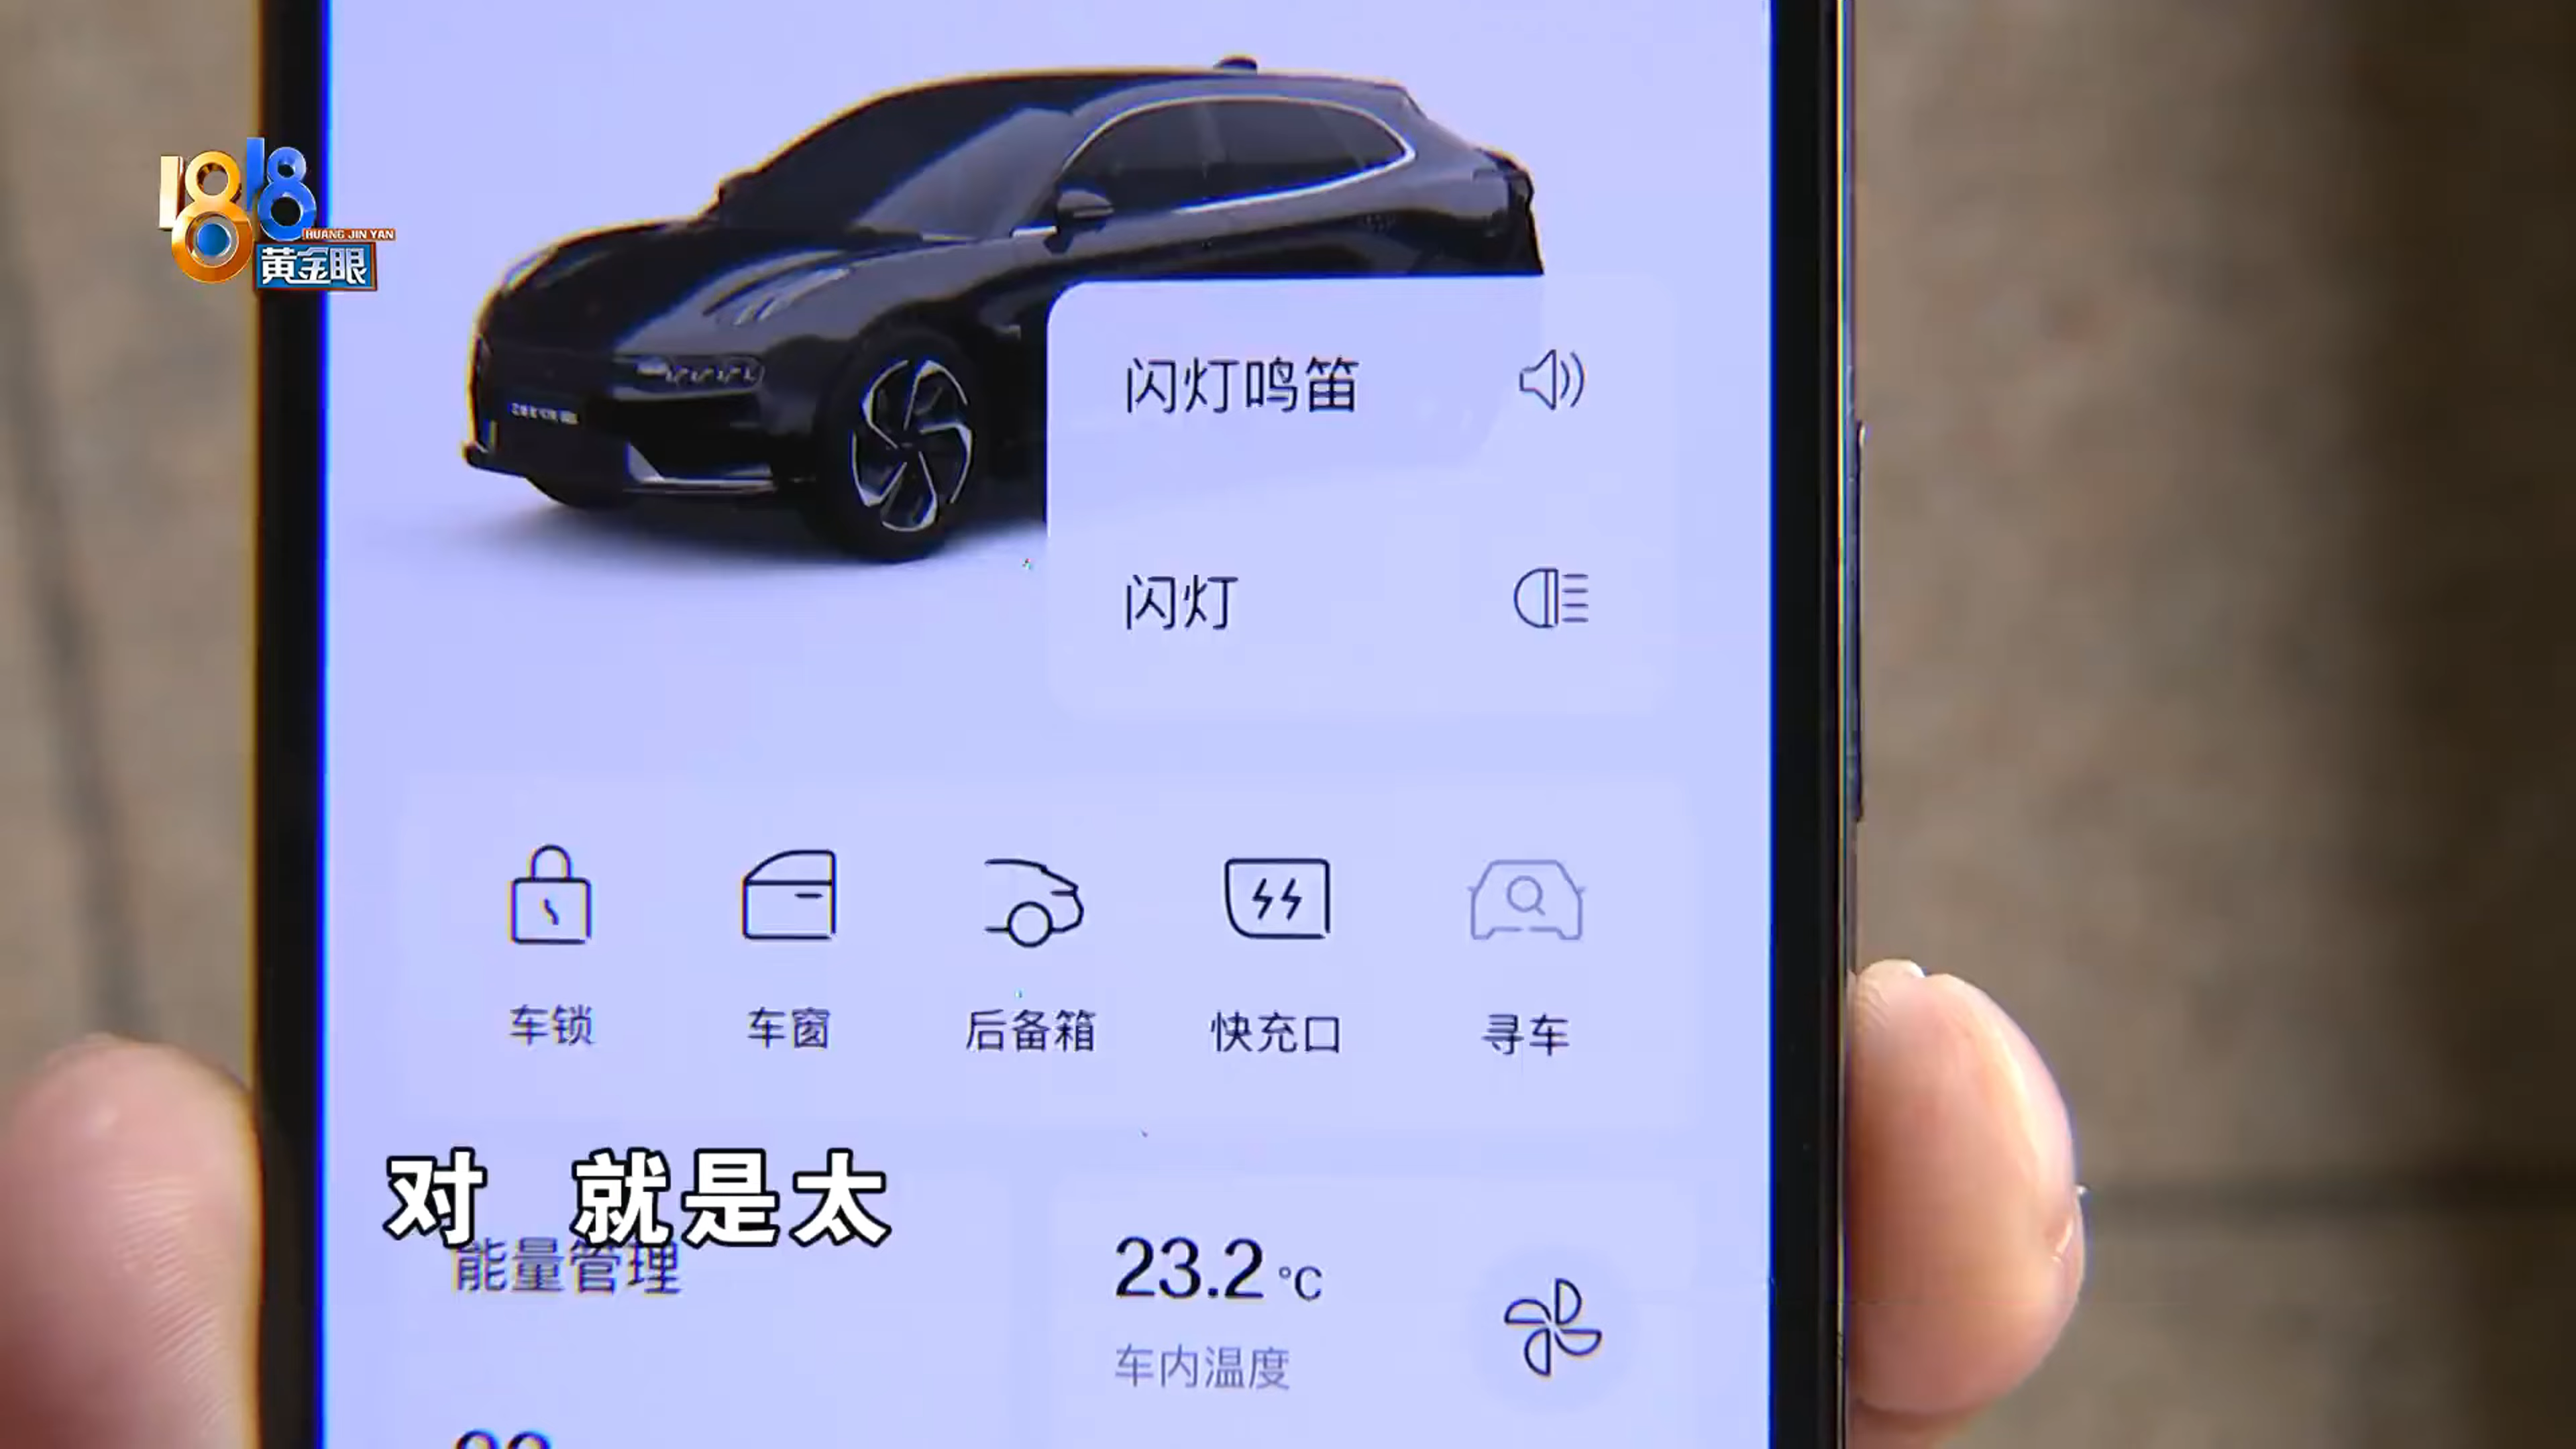 1818
HUANG JIN YAN
黄金眼
闪灯鸣笛
闪灯
车锁
车窗
后备箱
快充口
寻车
对 就是太
能量管理
23.2℃
车内温度